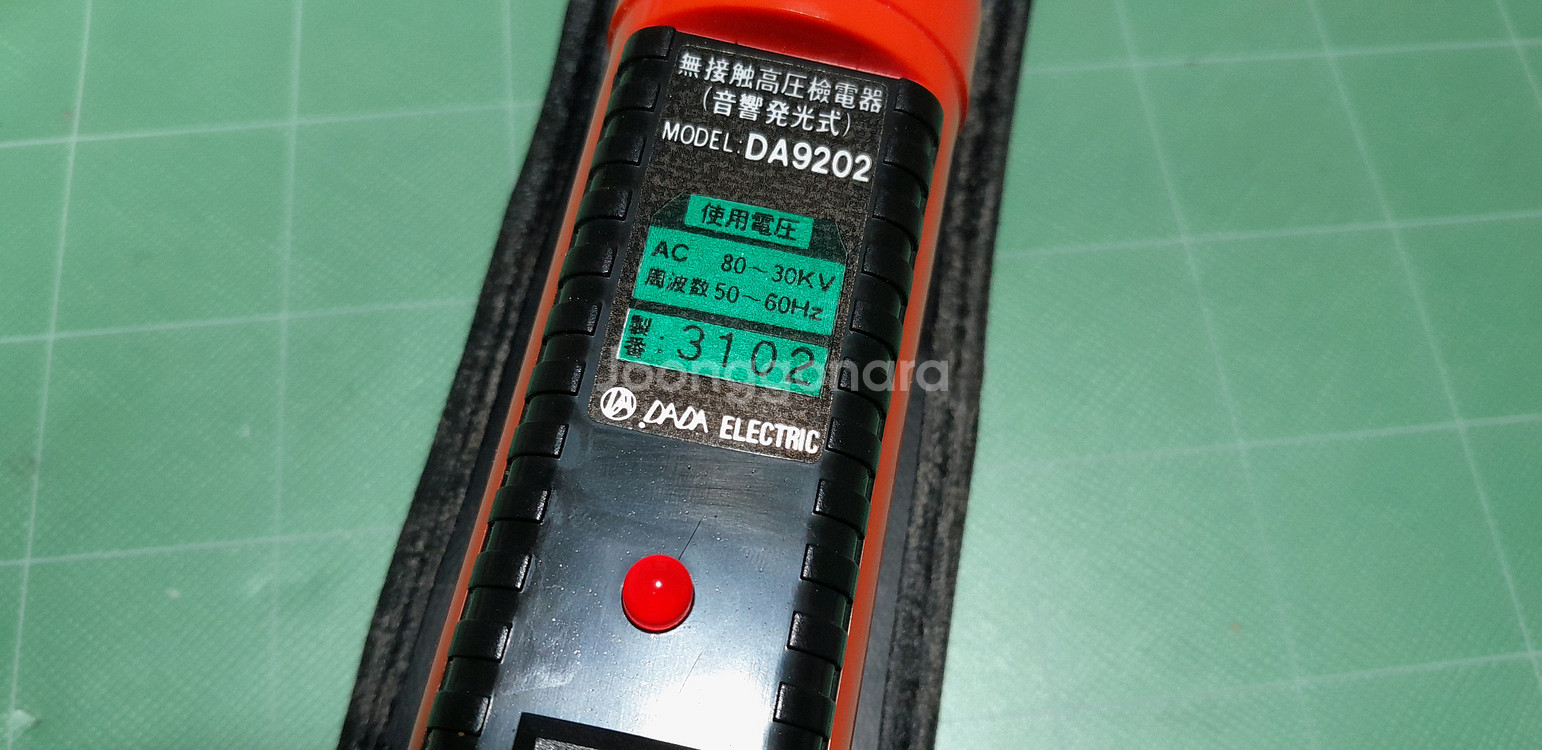 無接触高圧検電器
(音響発光式)
MODEL: DA9202
使用電圧
AC 80~30KV
周波数 50~60Hz
製番: 3102
DADA ELECTRIC
Joonggonara